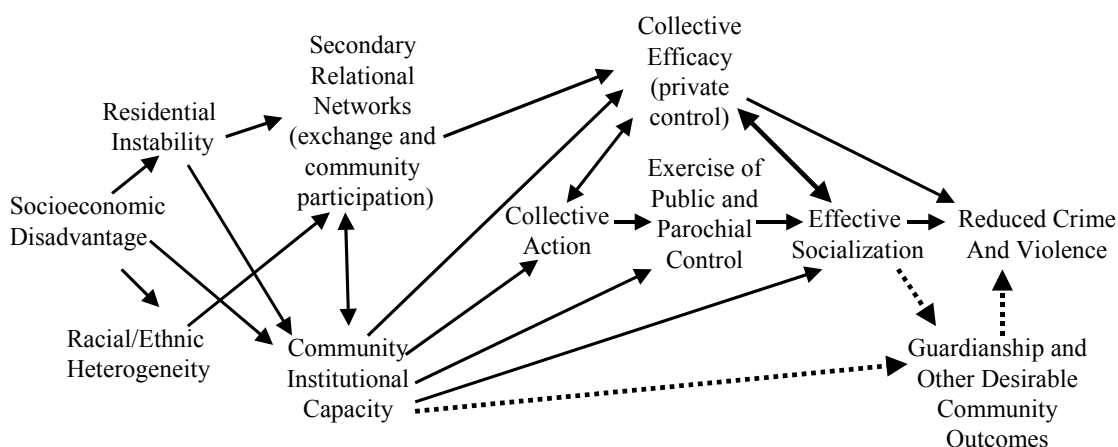 Secondary
Relational
Networks
(exchange and
community
participation)
Collective
Efficacy
(private
control)
Residential
Instability
Socioeconomic
Disadvantage
Racial/Ethnic
Heterogeneity
Community
Institutional
Capacity
Collective
Action
Exercise of
Public and
Parochial
Control
Effective
Socialization
Reduced Crime
And Violence
Guardianship and
Other Desirable
Community
Outcomes